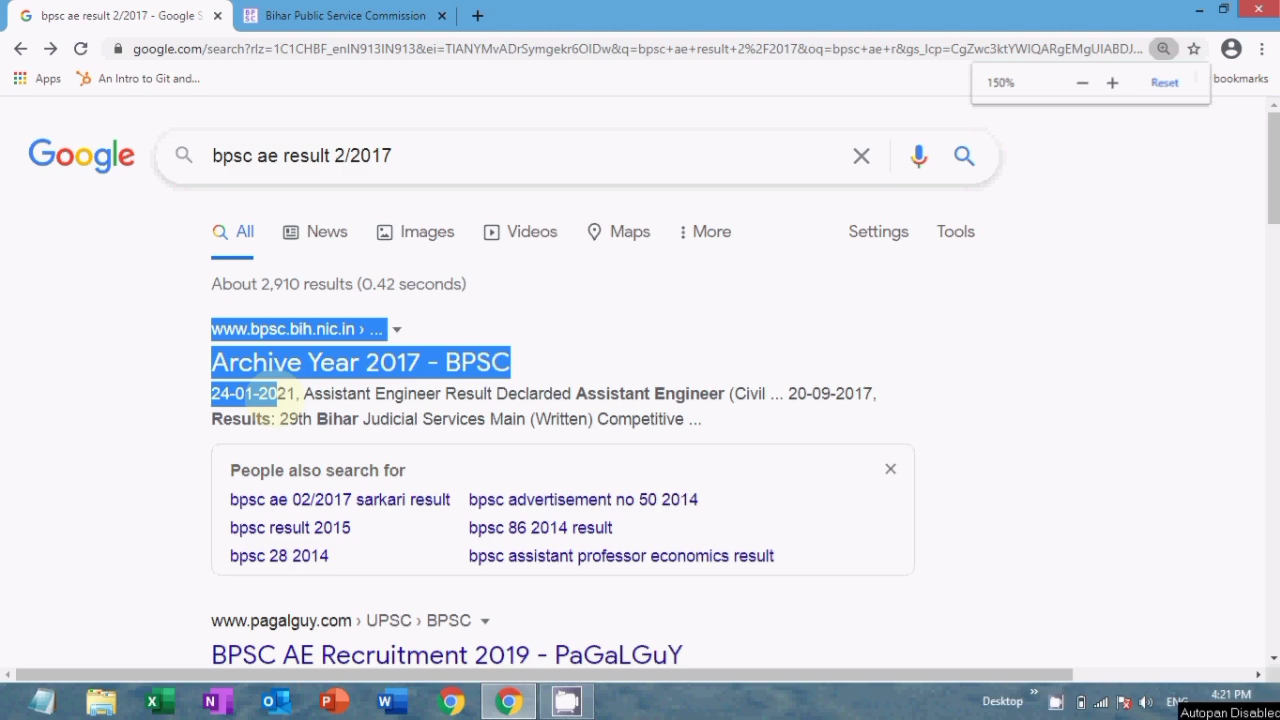 bpsc ae result 2/2017 - Google S
Bihar Public Service Commission
google.com/search?rlz=1C1CHBF_enIN913IN913&ei=TIANYMvADrSymgekr6OIDw&q=bpsc+ae+result+2%2F2017&oq=bpsc+ae+r&gs_lcp=CgZwc3ktYWIQARgEMgUIABDJ...
Apps
An Intro to Git and...
bookmarks
150%
Reset
Google
bpsc ae result 2/2017
All
News
Images
Videos
Maps
More
Settings
Tools
About 2,910 results (0.42 seconds)
www.bpsc.bih.nic.in › ...
Archive Year 2017 - BPSC
24-01-2021, Assistant Engineer Result Declarded Assistant Engineer (Civil ... 20-09-2017,
Results: 29th Bihar Judicial Services Main (Written) Competitive ...
People also search for
bpsc ae 02/2017 sarkari result
bpsc advertisement no 50 2014
bpsc result 2015
bpsc 86 2014 result
bpsc 28 2014
bpsc assistant professor economics result
www.pagalguy.com › UPSC › BPSC
BPSC AE Recruitment 2019 - PaGaLGuY
Desktop
ENG
4:21 PM
Autopan Disabled